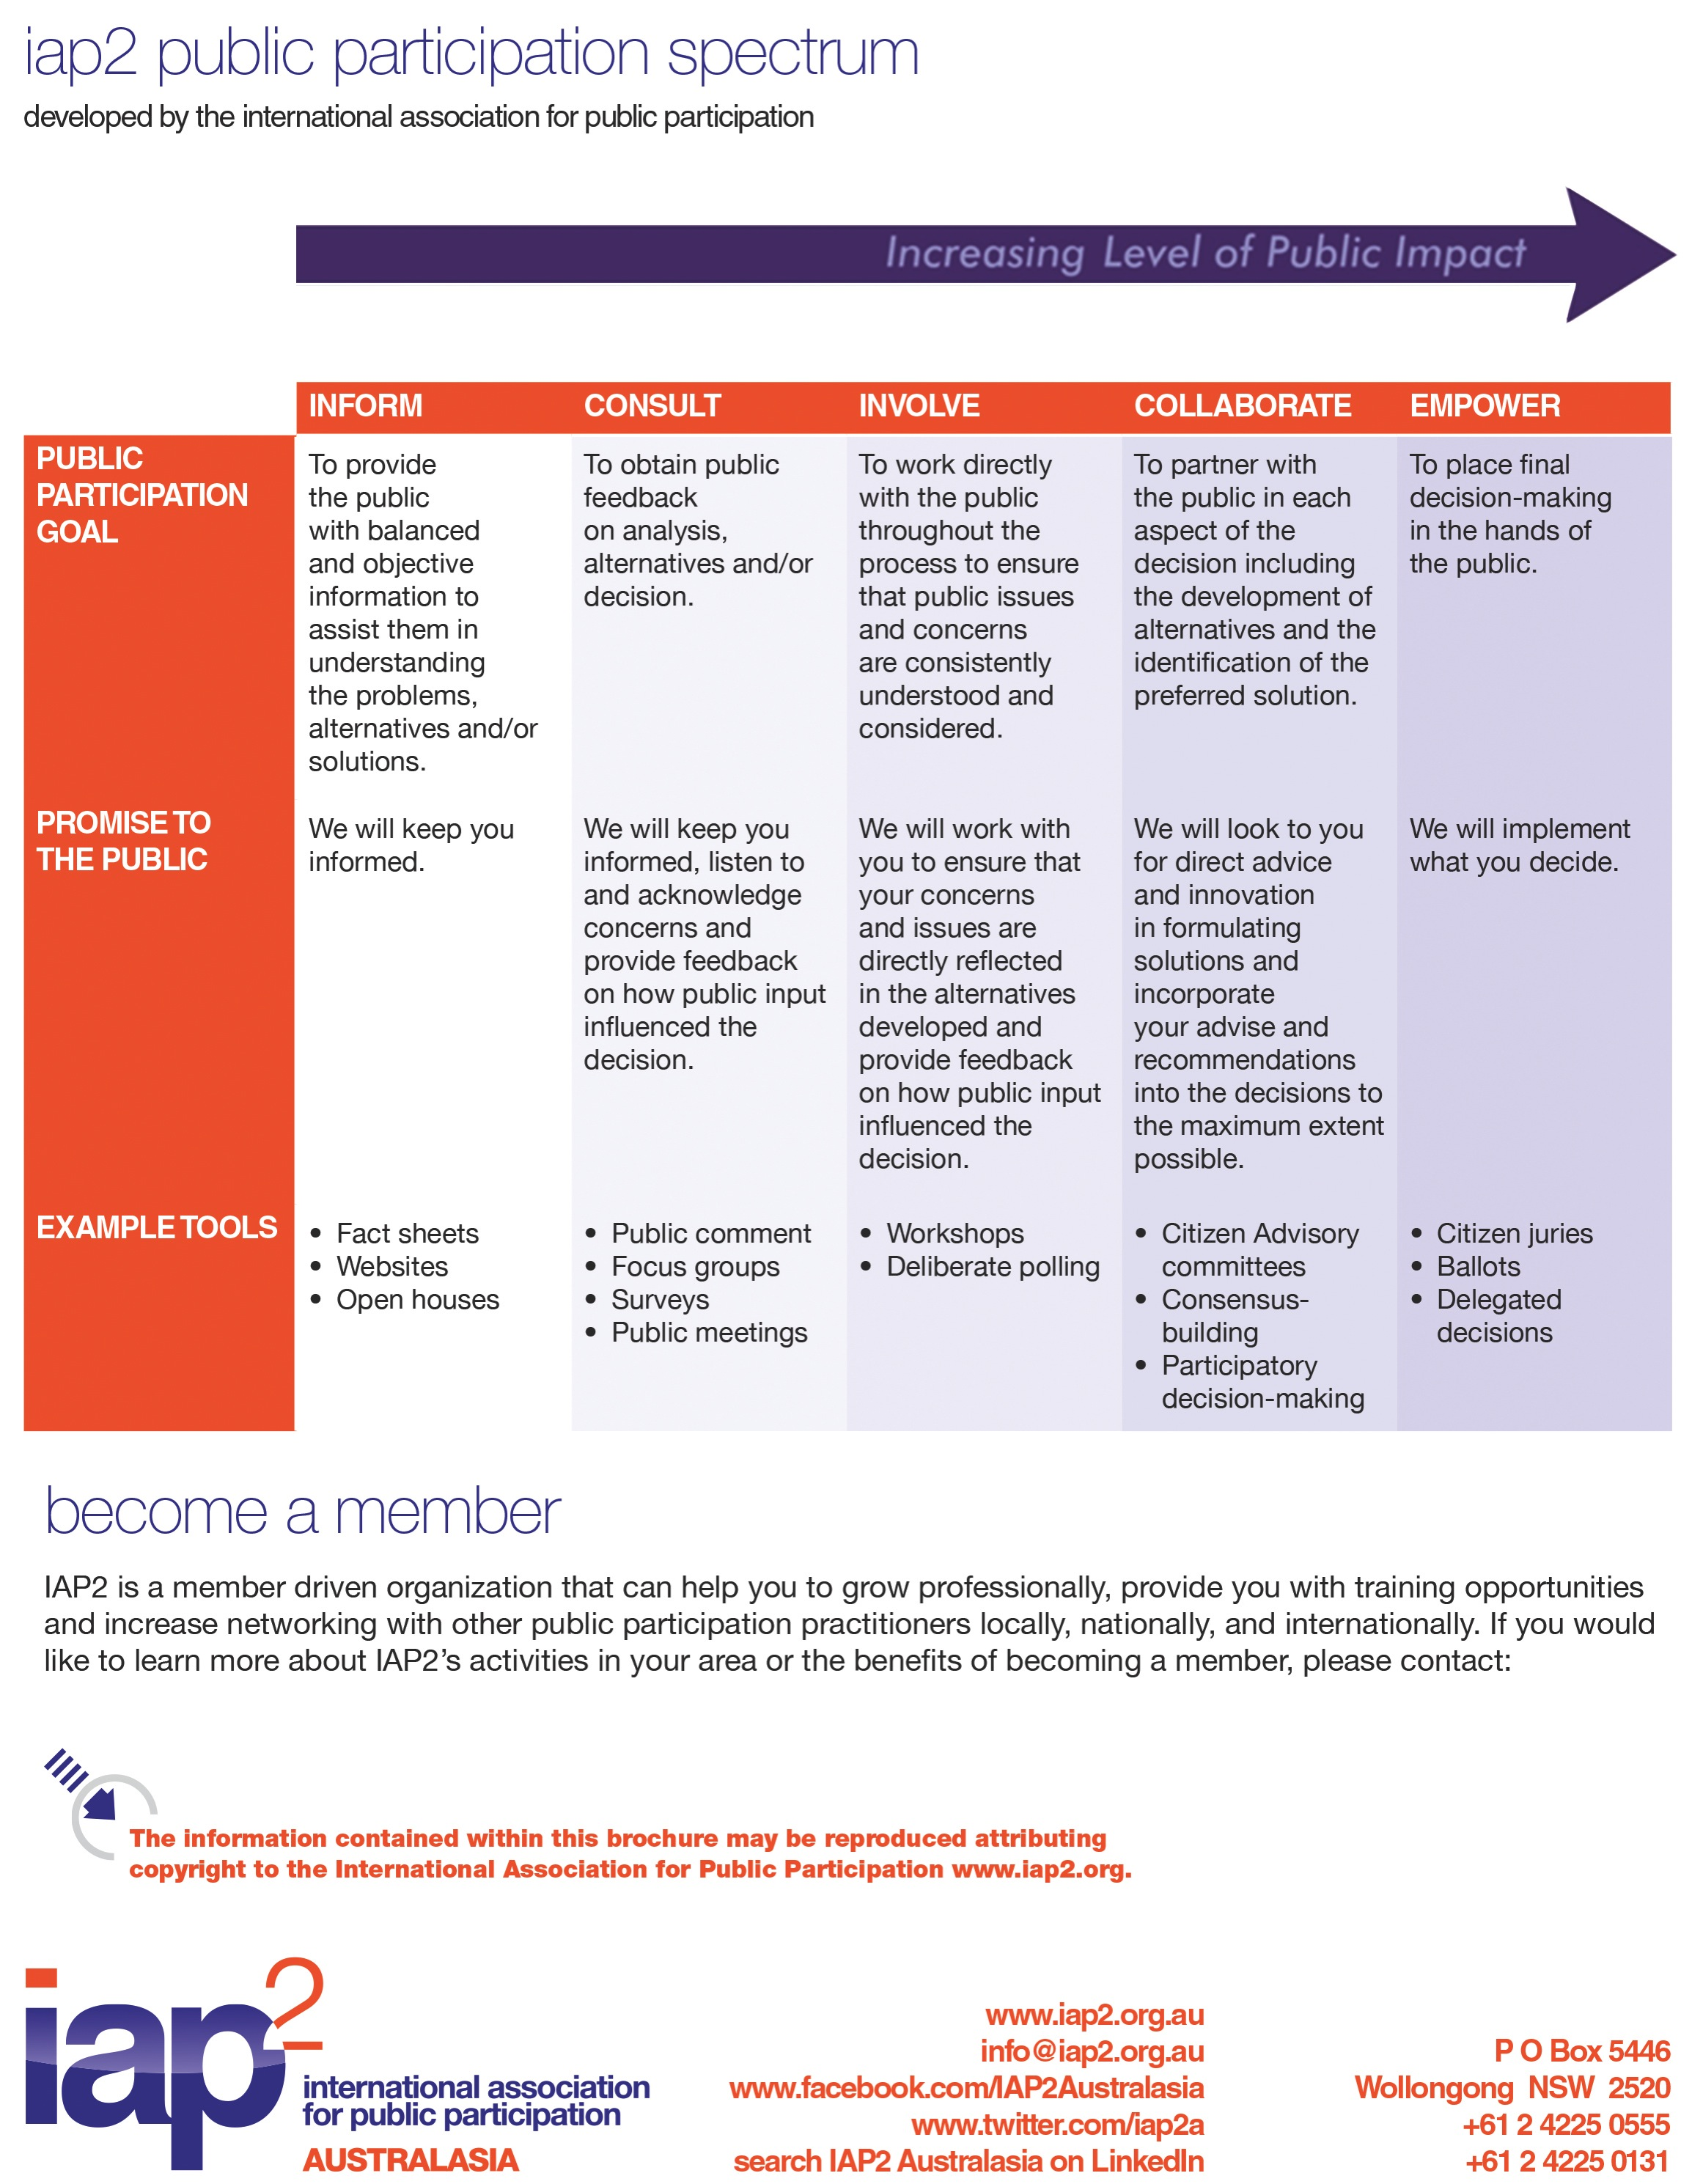 iap2 public participation spectrum
developed by the international association for public participation
Increasing Level of Public Impact
INFORM
CONSULT
INVOLVE
COLLABORATE
EMPOWER
PUBLIC
PARTICIPATION
GOAL
To provide
the public
with balanced
and objective
information to
assist them in
understanding
the problems,
alternatives and/or
solutions.
To obtain public
feedback
on analysis,
alternatives and/or
decision.
To work directly
with the public
throughout the
process to ensure
that public issues
and concerns
are consistently
understood and
considered.
To partner with
the public in each
aspect of the
decision including
the development of
alternatives and the
identification of the
preferred solution.
To place final
decision-making
in the hands of
the public.
PROMISE TO
THE PUBLIC
We will keep you
informed.
We will keep you
informed, listen to
and acknowledge
concerns and
provide feedback
on how public input
influenced the
decision.
We will work with
you to ensure that
your concerns
and issues are
directly reflected
in the alternatives
developed and
provide feedback
on how public input
influenced the
decision.
We will look to you
for direct advice
and innovation
in formulating
solutions and
incorporate
your advise and
recommendations
into the decisions to
the maximum extent
possible.
We will implement
what you decide.
EXAMPLE TOOLS
• Fact sheets
• Websites
• Open houses
• Public comment
• Focus groups
• Surveys
• Public meetings
• Workshops
• Deliberate polling
• Citizen Advisory
committees
• Consensus-
building
• Participatory
decision-making
• Citizen juries
• Ballots
• Delegated
decisions
become a member
IAP2 is a member driven organization that can help you to grow professionally, provide you with training opportunities
and increase networking with other public participation practitioners locally, nationally, and internationally. If you would
like to learn more about IAP2's activities in your area or the benefits of becoming a member, please contact:
The information contained within this brochure may be reproduced attributing
copyright to the International Association for Public Participation www.iap2.org.
iap2
international association
for public participation
AUSTRALASIA
www.iap2.org.au
info@iap2.org.au
www.facebook.com/IAP2Australasia
www.twitter.com/iap2a
search IAP2 Australasia on LinkedIn
P O Box 5446
Wollongong NSW 2520
+61 2 4225 0555
+61 2 4225 0131